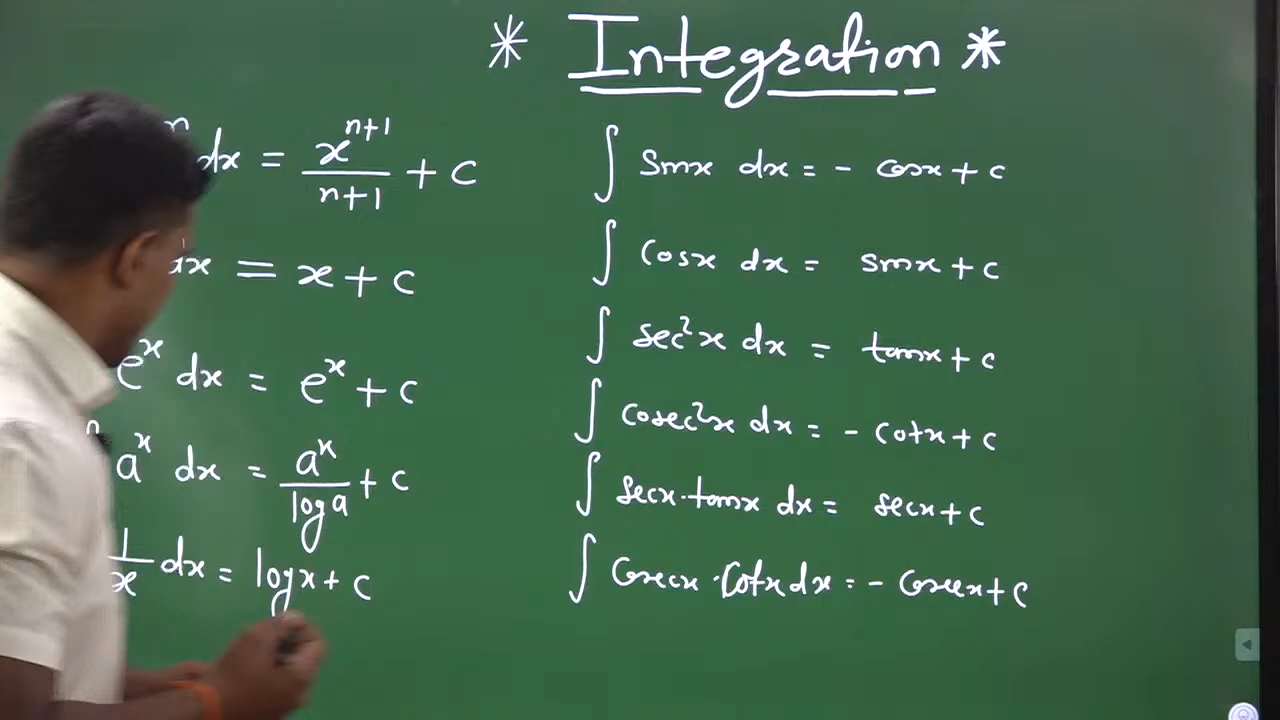 * Integration *
n dx = x^(n+1)/(n+1) + c
dx = x + c
e^x dx = e^x + c
a^x dx = a^x/log a + c
1/x dx = log x + c
∫ sinx dx = - cosx + c
∫ cosx dx = sinx + c
∫ sec²x dx = tanx + c
∫ cosec²x dx = - cotx + c
∫ secx·tanx dx = secx + c
∫ cosecx·cotx dx = - cosecx + c